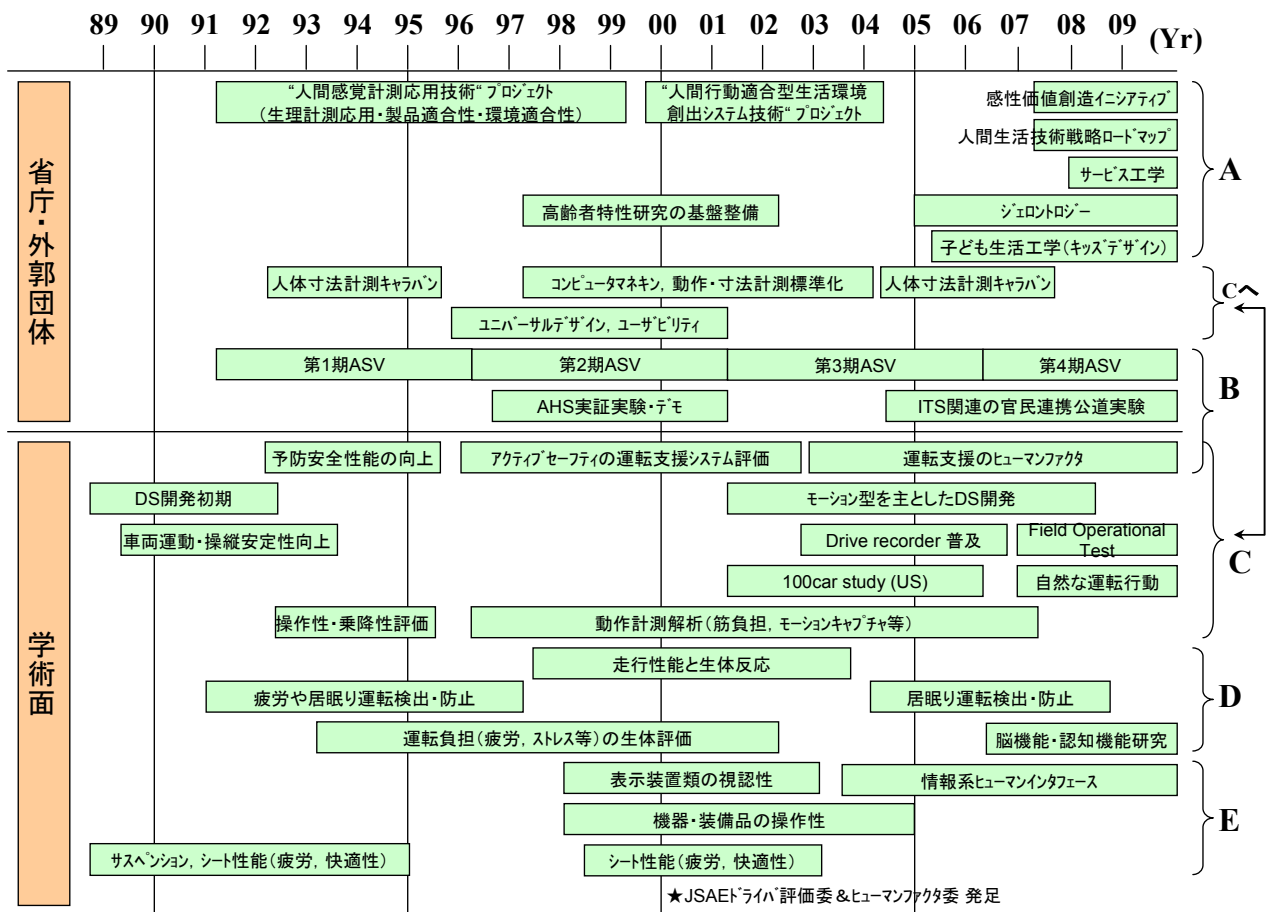 89 90 91 92 93 94 95 96 97 98 99 00 01 02 03 04 05 06 07 08 09 (Yr)
省庁・外郭団体
“人間感覚計測応用技術“ プロジェクト
(生理計測応用・製品適合性・環境適合性)
“人間行動適合型生活環境
創出システム技術“ プロジェクト
感性価値創造イニシアティブ
人間生活技術戦略ロードマップ
サービス工学
A
高齢者特性研究の基盤整備
ジェロントロジー
子ども生活工学(キッズデザイン)
人体寸法計測キャラバン
コンピュータマネキン, 動作・寸法計測標準化
人体寸法計測キャラバン
Cへ
ユニバーサルデザイン, ユーザビリティ
第1期ASV
第2期ASV
第3期ASV
第4期ASV
B
AHS実証実験・デモ
ITS関連の官民連携公道実験
学術面
予防安全性能の向上
アクティブセーフティの運転支援システム評価
運転支援のヒューマンファクタ
DS開発初期
モーション型を主としたDS開発
車両運動・操縦安定性向上
Drive recorder 普及
Field Operational
Test
C
100car study (US)
自然な運転行動
操作性・乗降性評価
動作計測解析(筋負担, モーションキャプチャ等)
走行性能と生体反応
疲労や居眠り運転検出・防止
居眠り運転検出・防止
D
運転負担(疲労, ストレス等)の生体評価
脳機能・認知機能研究
表示装置類の視認性
情報系ヒューマンインタフェース
機器・装備品の操作性
E
サスペンション, シート性能(疲労, 快適性)
シート性能(疲労, 快適性)
★JSAEドライバ評価委&ヒューマンファクタ委 発足